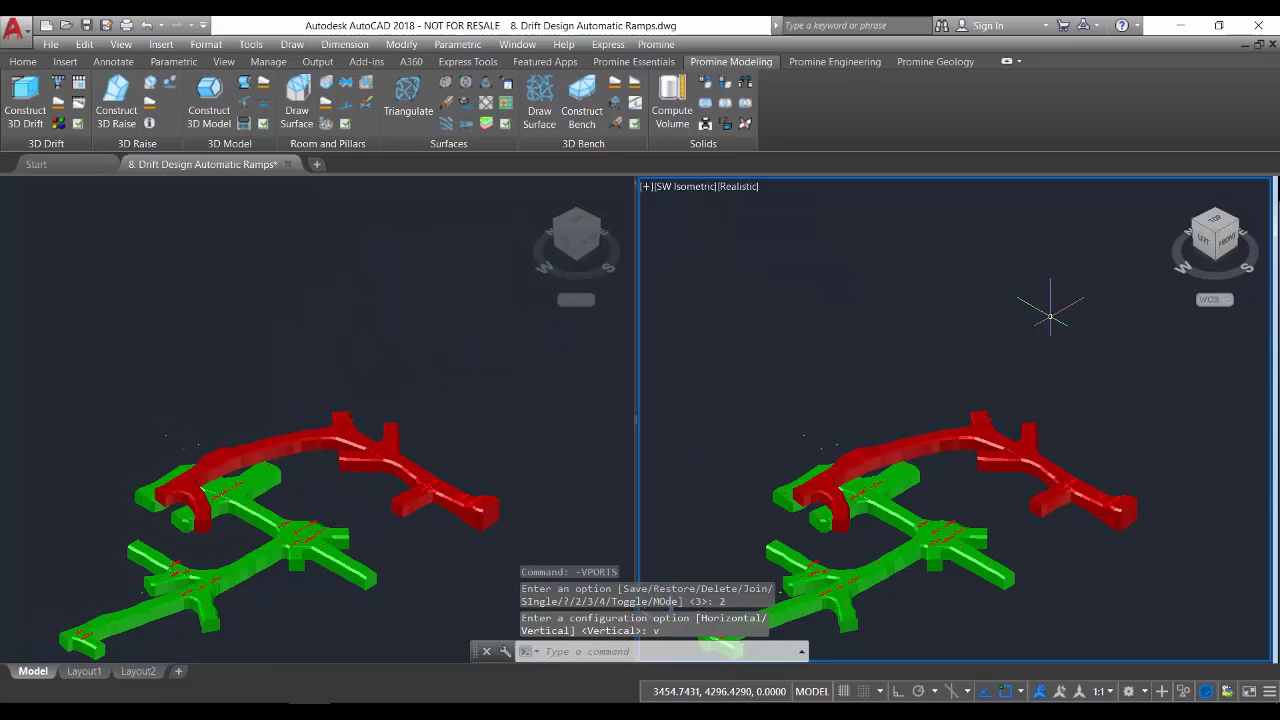 Autodesk AutoCAD 2018 - NOT FOR RESALE 8. Drift Design Automatic Ramps.dwg
Type a keyword or phrase
Sign In
File Edit View Insert Format Tools Draw Dimension Modify Parametric Window Help Express Promine
Home Insert Annotate Parametric View Manage Output Add-ins A360 Express Tools Featured Apps Promine Essentials Promine Modeling Promine Engineering Promine Geology
Construct
3D Drift
Construct
3D Raise
Construct
3D Model
Draw
Surface
Triangulate
Draw
Surface
Construct
Bench
Compute
Volume
3D Drift 3D Raise 3D Model Room and Pillars Surfaces 3D Bench Solids
Start 8. Drift Design Automatic Ramps*
[+][SW Isometric][Realistic]
TOP
LEFT
FRONT
W
S
W
S
WCS
Command: -VPORTS
Enter an option [Save/Restore/Delete/Join/
SIngle/?/2/3/4/Toggle/MOde] <3>: 2
Enter a configuration option [Horizontal/
Vertical] <Vertical>: v
Type a command
Model Layout1 Layout2
3454.7431, 4296.4290, 0.0000 MODEL 1:1